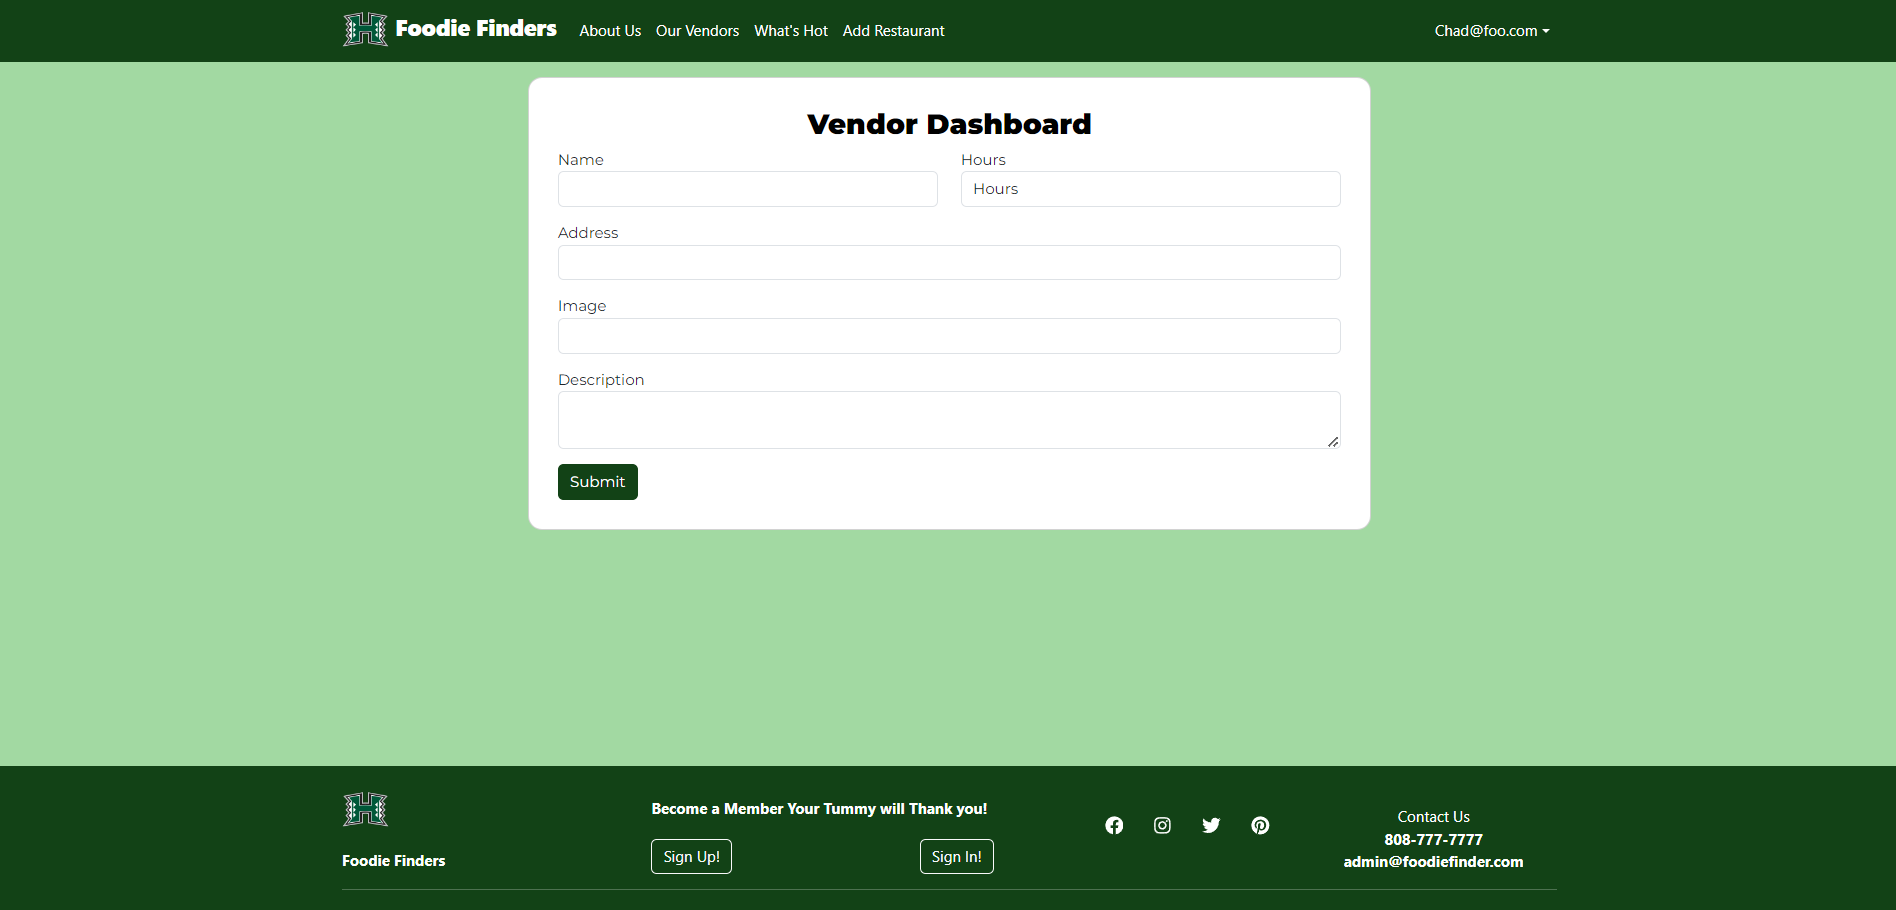 Foodie Finders About Us Our Vendors What's Hot Add Restaurant Chad@foo.com
Vendor Dashboard
Name Hours
Hours
Address
Image
Description
Submit
Foodie Finders
Become a Member Your Tummy will Thank you!
Sign Up! Sign In!
Contact Us
808-777-7777
admin@foodiefinder.com